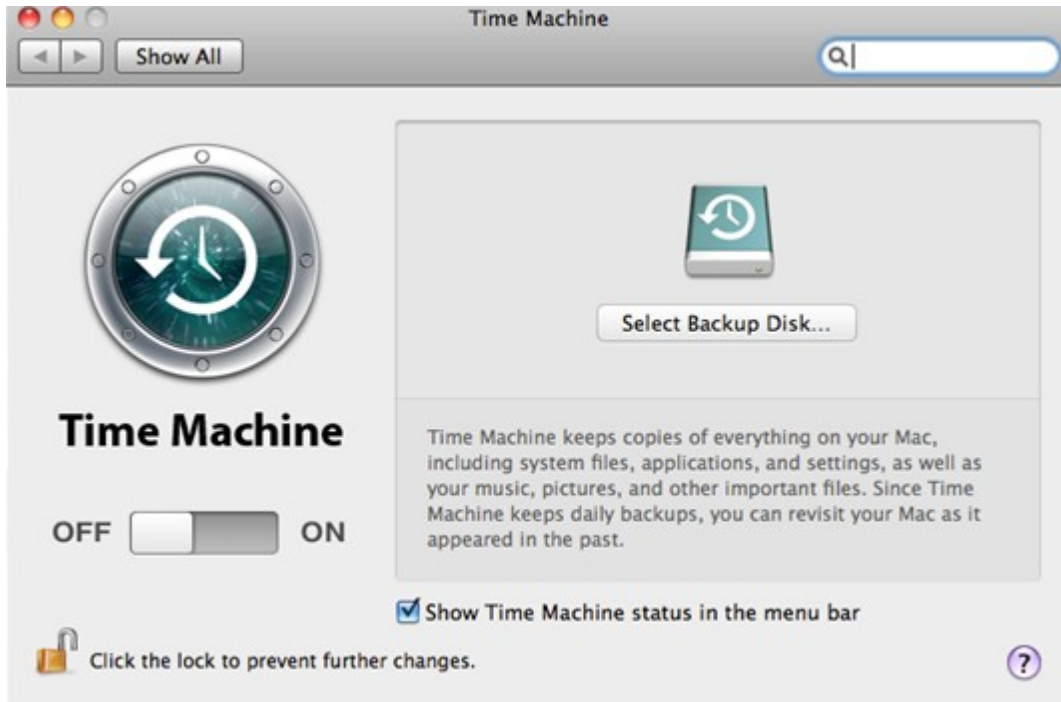 Time Machine
Show All
Select Backup Disk...
Time Machine
Time Machine keeps copies of everything on your Mac,
including system files, applications, and settings, as well as
your music, pictures, and other important files. Since Time
Machine keeps daily backups, you can revisit your Mac as it
appeared in the past.
OFF ON
Show Time Machine status in the menu bar
Click the lock to prevent further changes.
?